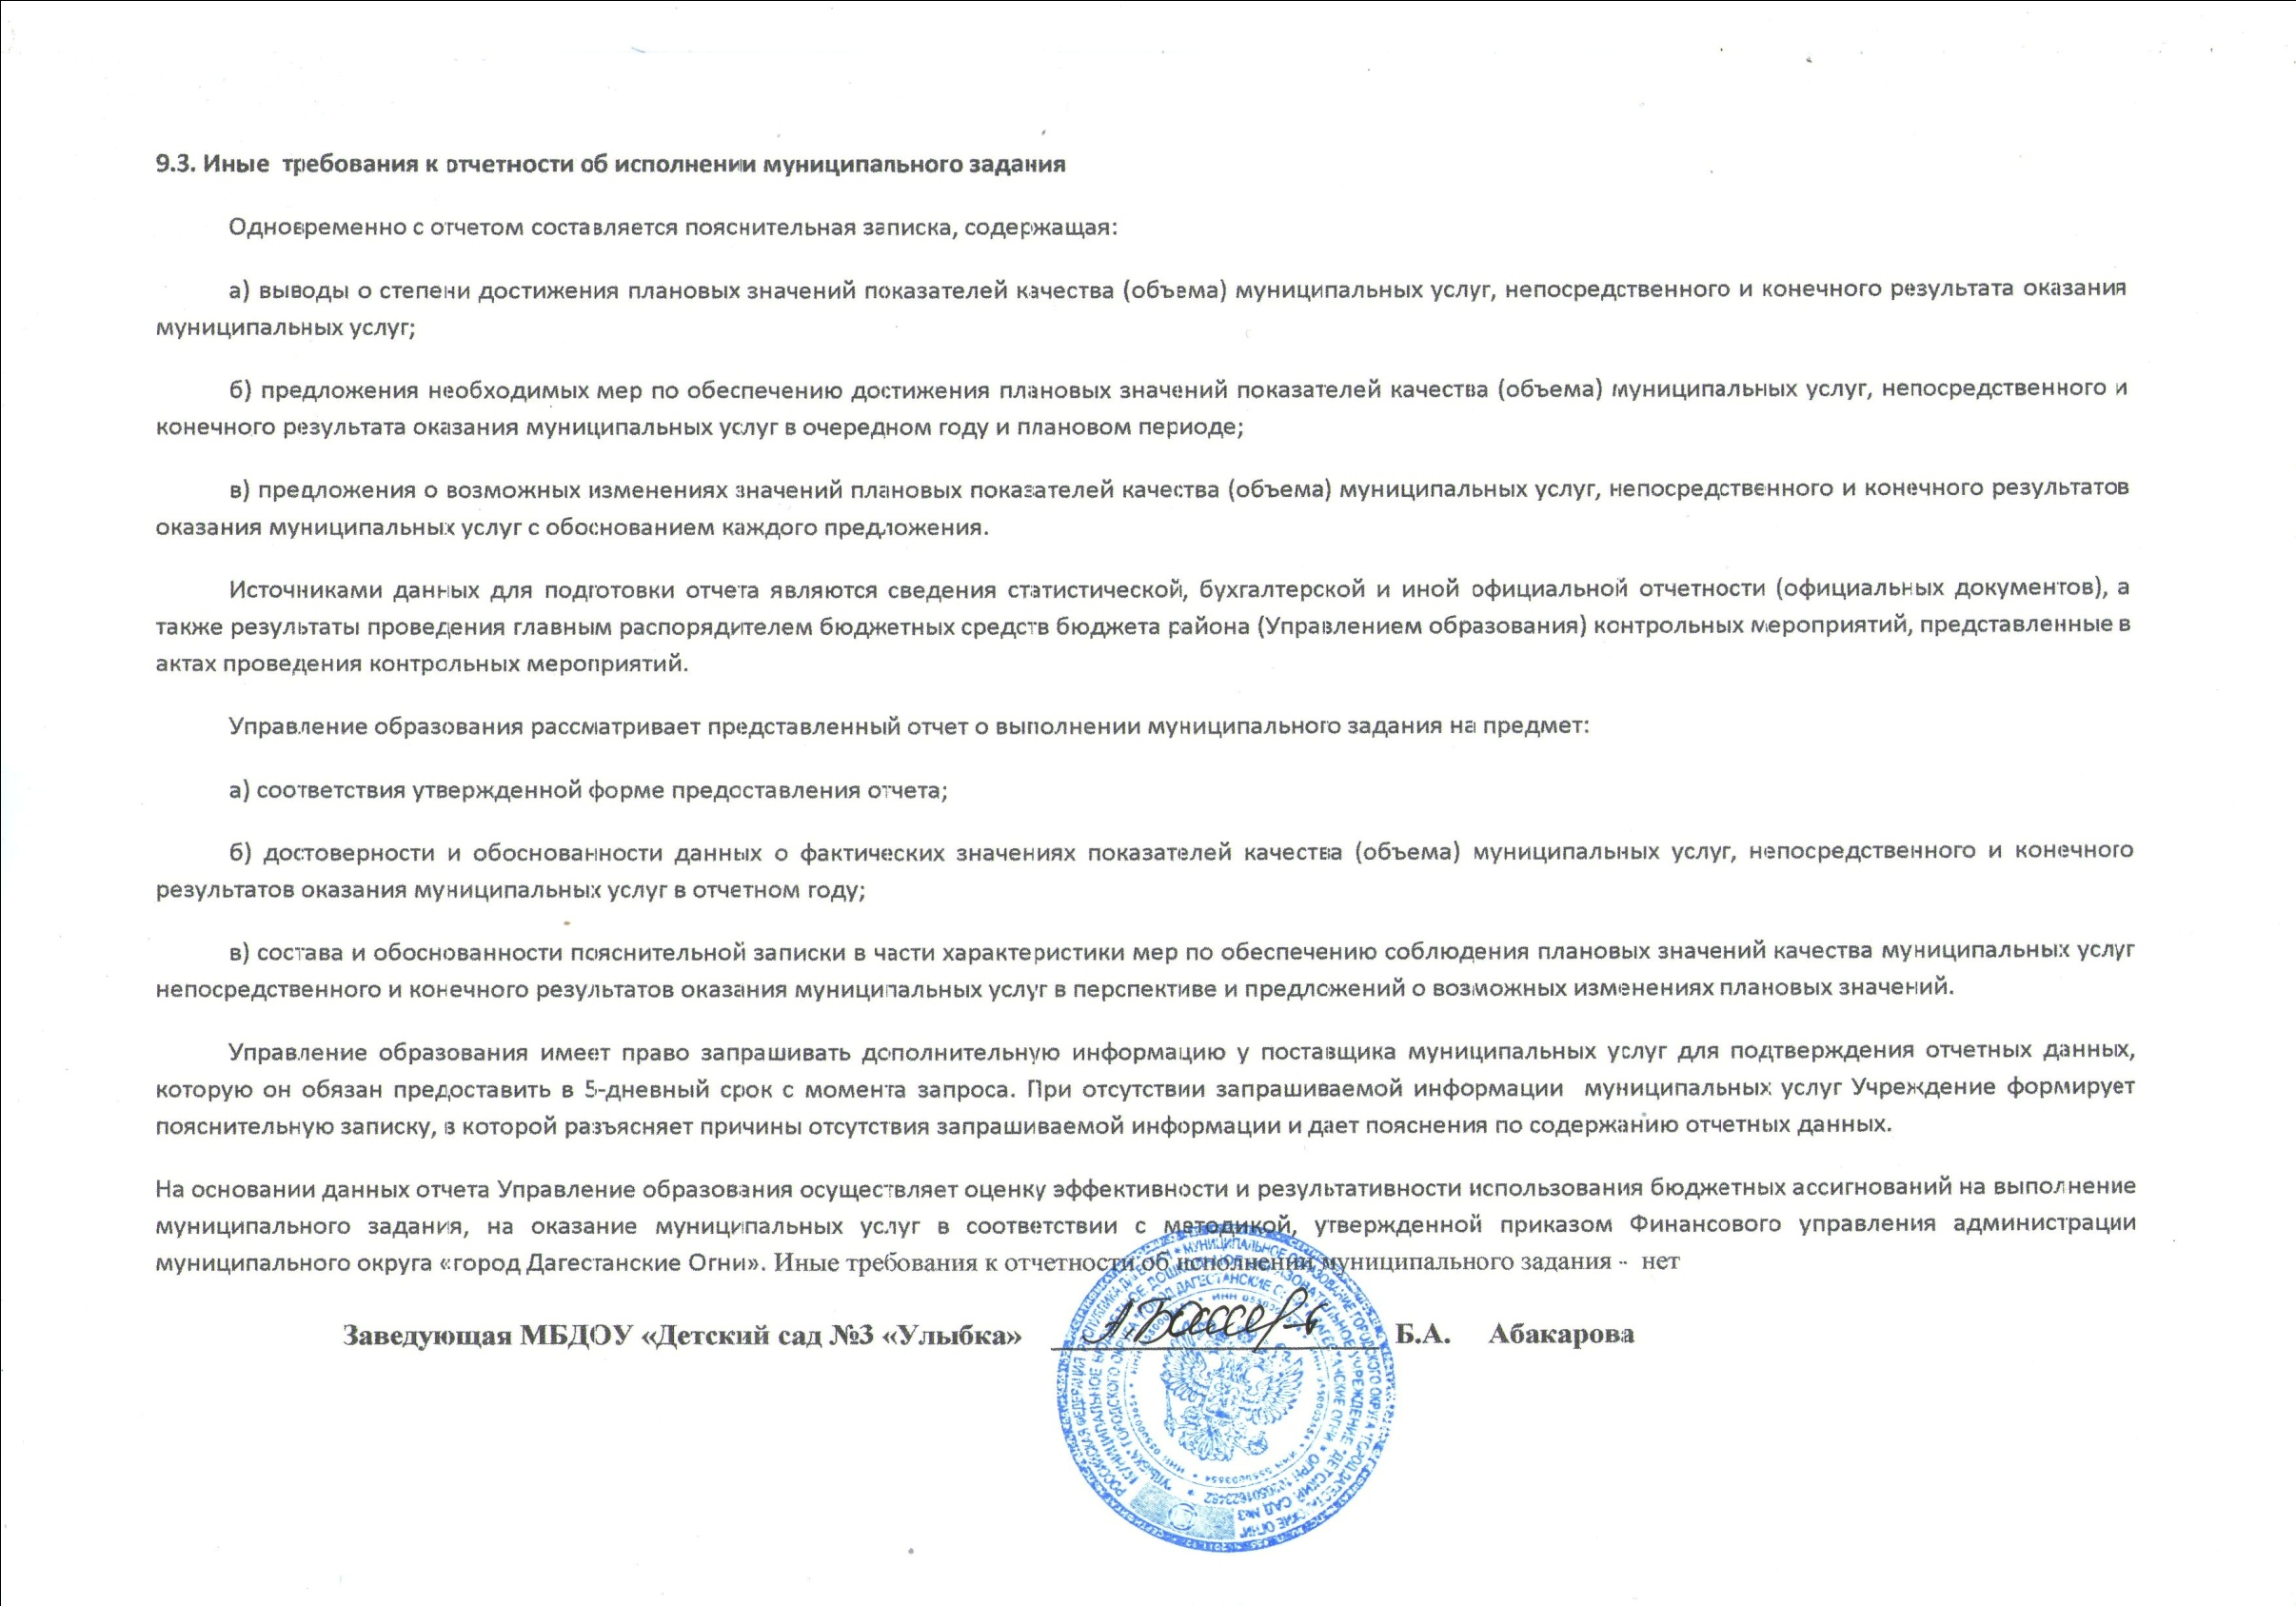 9.3. Иные требования к отчетности об исполнении муниципального задания
Одновременно с отчетом составляется пояснительная записка, содержащая:
а) выводы о степени достижения плановых значений показателей качества (объема) муниципальных услуг, непосредственного и конечного результата оказания
муниципальных услуг;
б) предложения необходимых мер по обеспечению достижения плановых значений показателей качества (объема) муниципальных услуг, непосредственного и
конечного результата оказания муниципальных услуг в очередном году и плановом периоде;
в) предложения о возможных изменениях значений плановых показателей качества (объема) муниципальных услуг, непосредственного и конечного результатов
оказания муниципальных услуг с обоснованием каждого предложения.
Источниками данных для подготовки отчета являются сведения статистической, бухгалтерской и иной официальной отчетности (официальных документов), а
также результаты проведения главным распорядителем бюджетных средств бюджета района (Управлением образования) контрольных мероприятий, представленные в
актах проведения контрольных мероприятий.
Управление образования рассматривает представленный отчет о выполнении муниципального задания на предмет:
а) соответствия утвержденной форме предоставления отчета;
б) достоверности и обоснованности данных о фактических значениях показателей качества (объема) муниципальных услуг, непосредственного и конечного
результатов оказания муниципальных услуг в отчетном году;
в) состава и обоснованности пояснительной записки в части характеристики мер по обеспечению соблюдения плановых значений качества муниципальных услуг
непосредственного и конечного результатов оказания муниципальных услуг в перспективе и предложений о возможных изменениях плановых значений.
Управление образования имеет право запрашивать дополнительную информацию у поставщика муниципальных услуг для подтверждения отчетных данных,
которую он обязан предоставить в 5-дневный срок с момента запроса. При отсутствии запрашиваемой информации муниципальных услуг Учреждение формирует
пояснительную записку, в которой разъясняет причины отсутствия запрашиваемой информации и дает пояснения по содержанию отчетных данных.
На основании данных отчета Управление образования осуществляет оценку эффективности и результативности использования бюджетных ассигнований на выполнение
муниципального задания, на оказание муниципальных услуг в соответствии с методикой, утвержденной приказом Финансового управления администрации
муниципального округа «город Дагестанские Огни». Иные требования к отчетности об исполнении муниципального задания - нет
Заведующая МБДОУ «Детский сад №3 «Улыбка» Б.А. Абакарова